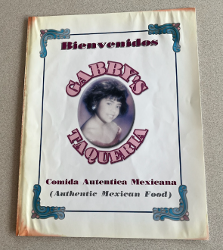 Bienvenidos
GABBY'S
TAQUERIA
Comida Autentica Mexicana
(Authentic Mexican Food)